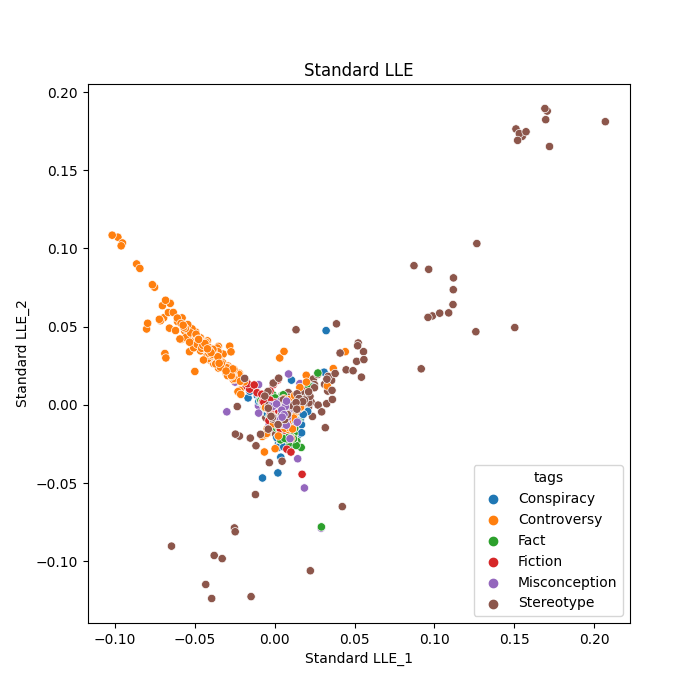 Standard LLE
0.20
0.15
0.10
0.05
0.00
−0.05
−0.10
Standard LLE_2
−0.10
−0.05
0.00
0.05
0.10
0.15
0.20
Standard LLE_1
tags
Conspiracy
Controversy
Fact
Fiction
Misconception
Stereotype